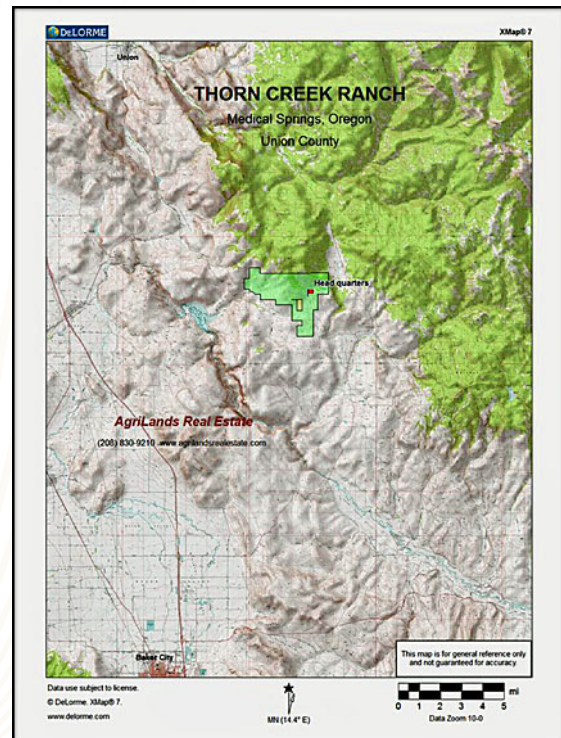 DELORME
XMap® 7
Union
THORN CREEK RANCH
Medical Springs, Oregon
Union County
Head quarters
AgriLands Real Estate
(208) 830-9210 www.agrilandsrealestate.com
Baker City
This map is for general reference only
and not guaranteed for accuracy.
Data use subject to license.
© DeLorme. XMap® 7.
www.delorme.com
MN (14.4° E)
mi
0 1 2 3 4 5
Data Zoom 10-0